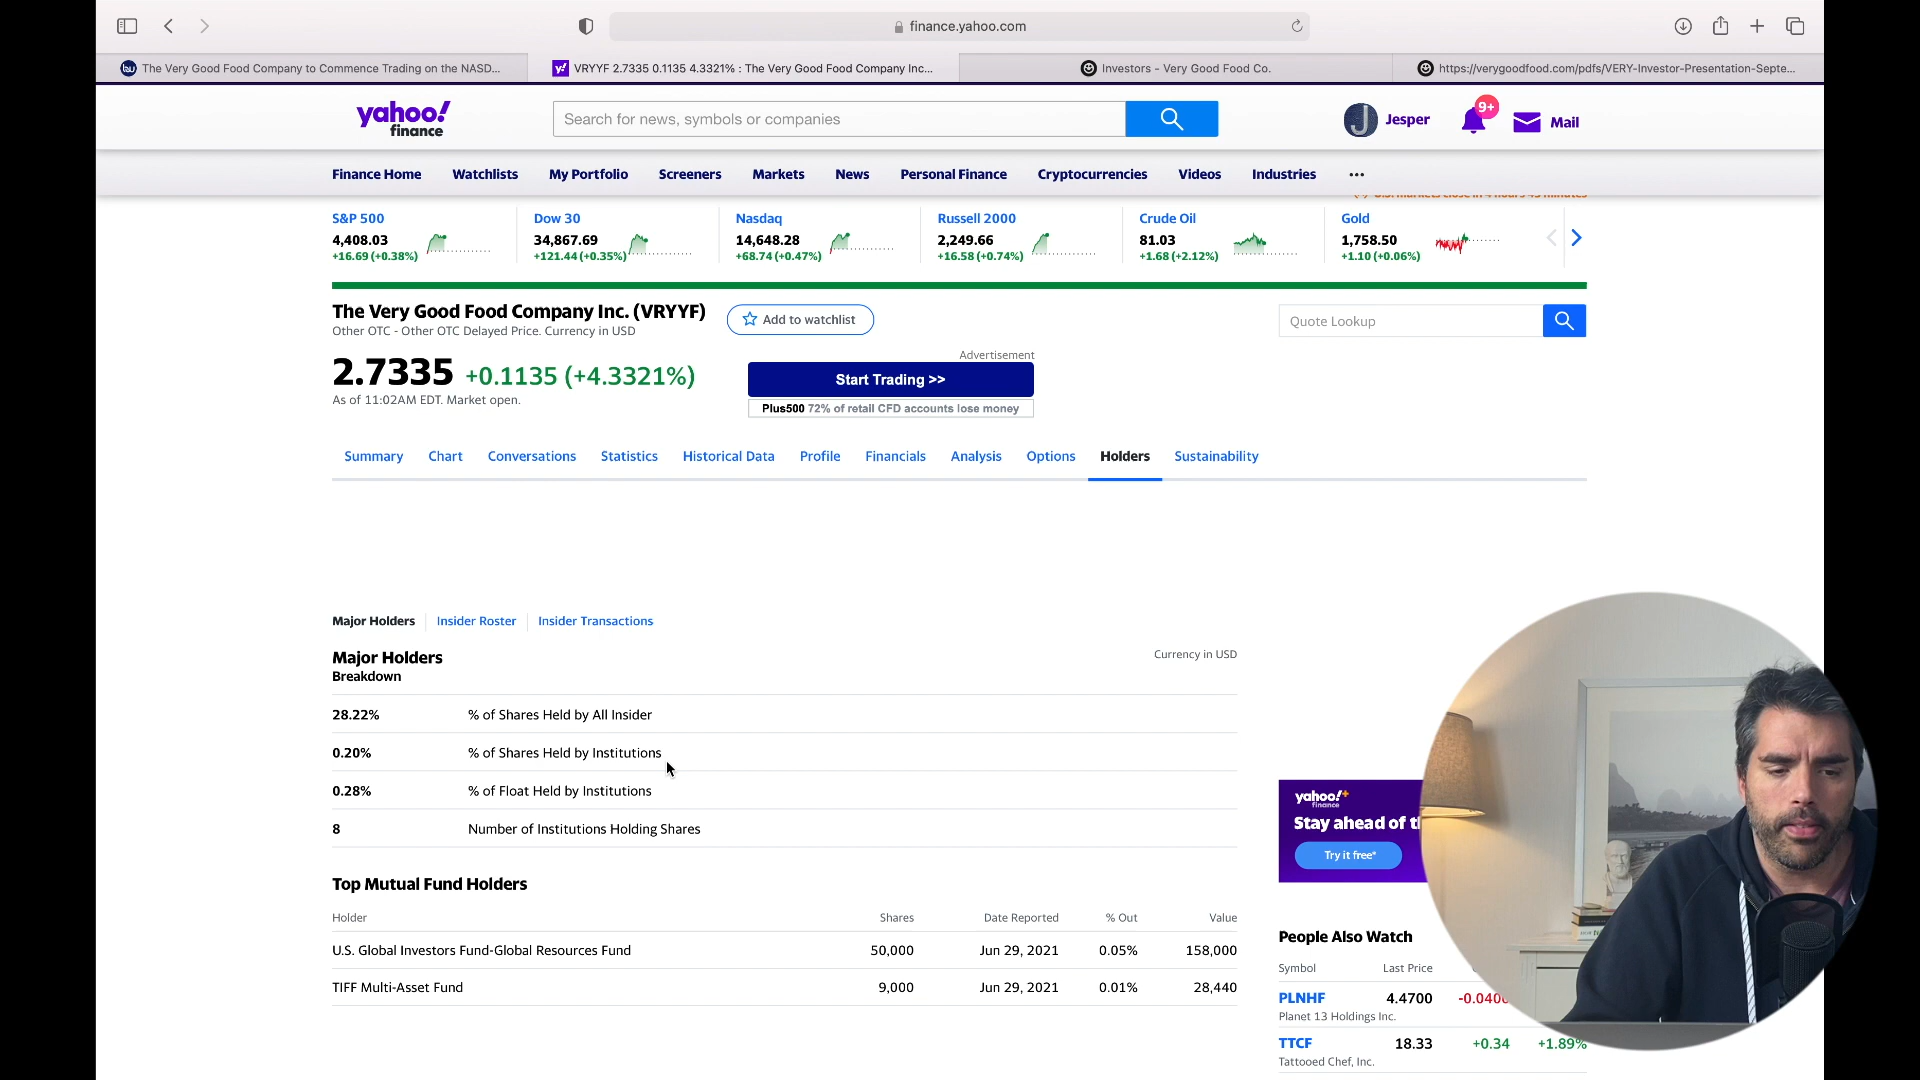 finance.yahoo.com
The Very Good Food Company to Commence Trading on the NASD...
VRYYF 2.7335 0.1135 4.3321% : The Very Good Food Company Inc...
Investors - Very Good Food Co.
https://verygoodfood.com/pdfs/VERY-Investor-Presentation-Septe...
yahoo!
finance
Search for news, symbols or companies
J
Jesper
9+
Mail
Finance Home Watchlists My Portfolio Screeners Markets News Personal Finance Cryptocurrencies Videos Industries ...
S&P 500 Dow 30 Nasdaq Russell 2000 Crude Oil Gold
4,408.03 34,867.69 14,648.28 2,249.66 81.03 1,758.50
+16.69 (+0.38%) +121.44 (+0.35%) +68.74 (+0.47%) +16.58 (+0.74%) +1.68 (+2.12%) +1.10 (+0.06%)
The Very Good Food Company Inc. (VRYYF)
Add to watchlist
Quote Lookup
Other OTC - Other OTC Delayed Price. Currency in USD
2.7335 +0.1135 (+4.3321%)
As of 11:02AM EDT. Market open.
Advertisement
Start Trading >>
Plus500 72% of retail CFD accounts lose money
Summary Chart Conversations Statistics Historical Data Profile Financials Analysis Options Holders Sustainability
Major Holders Insider Roster Insider Transactions
Major Holders
Currency in USD
Breakdown
28.22% % of Shares Held by All Insider
0.20% % of Shares Held by Institutions
0.28% % of Float Held by Institutions
8 Number of Institutions Holding Shares
Top Mutual Fund Holders
Holder Shares Date Reported % Out Value
U.S. Global Investors Fund-Global Resources Fund 50,000 Jun 29, 2021 0.05% 158,000
TIFF Multi-Asset Fund 9,000 Jun 29, 2021 0.01% 28,440
yahoo!+
finance
Stay ahead of
Try it free*
People Also Watch
Symbol Last Price
PLNHF 4.4700
Planet 13 Holdings Inc.
TTCF 18.33 +0.34 +1.89%
Tattooed Chef, Inc.